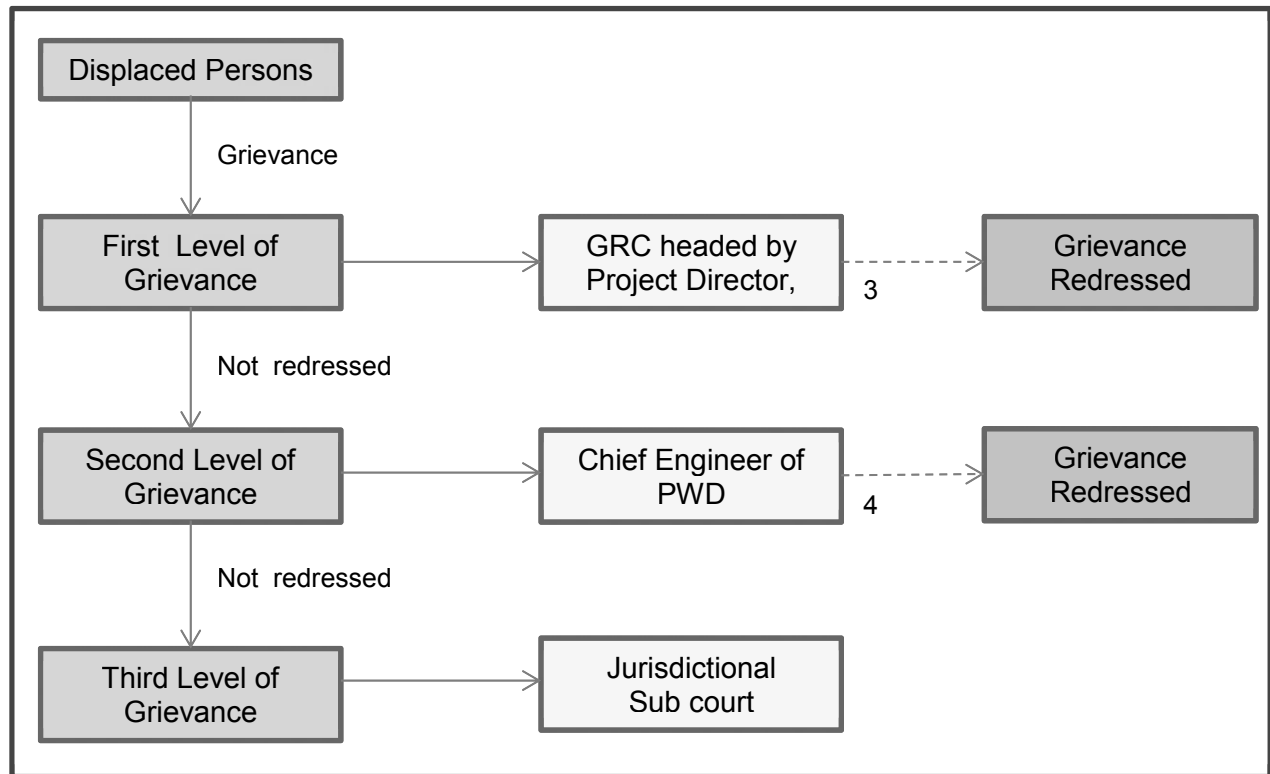 Displaced Persons
Grievance
First Level of
Grievance
GRC headed by
Project Director,
3
Grievance
Redressed
Not redressed
Second Level of
Grievance
Chief Engineer of
PWD
4
Grievance
Redressed
Not redressed
Third Level of
Grievance
Jurisdictional
Sub court